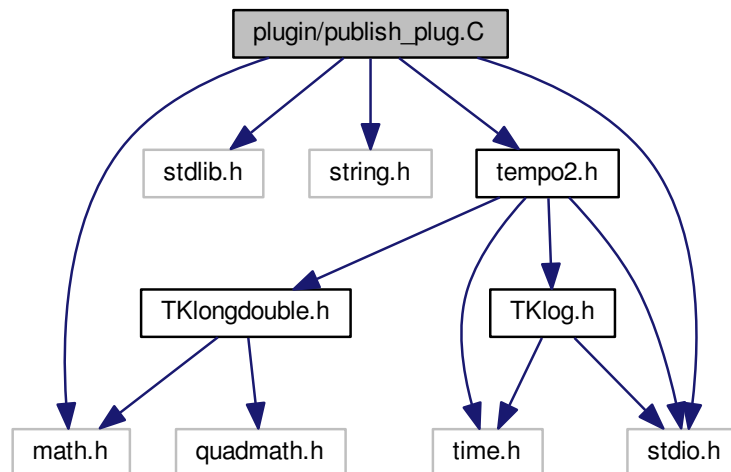 plugin/publish_plug.C
stdlib.h
string.h
tempo2.h
TKlongdouble.h
TKlog.h
math.h
quadmath.h
time.h
stdio.h